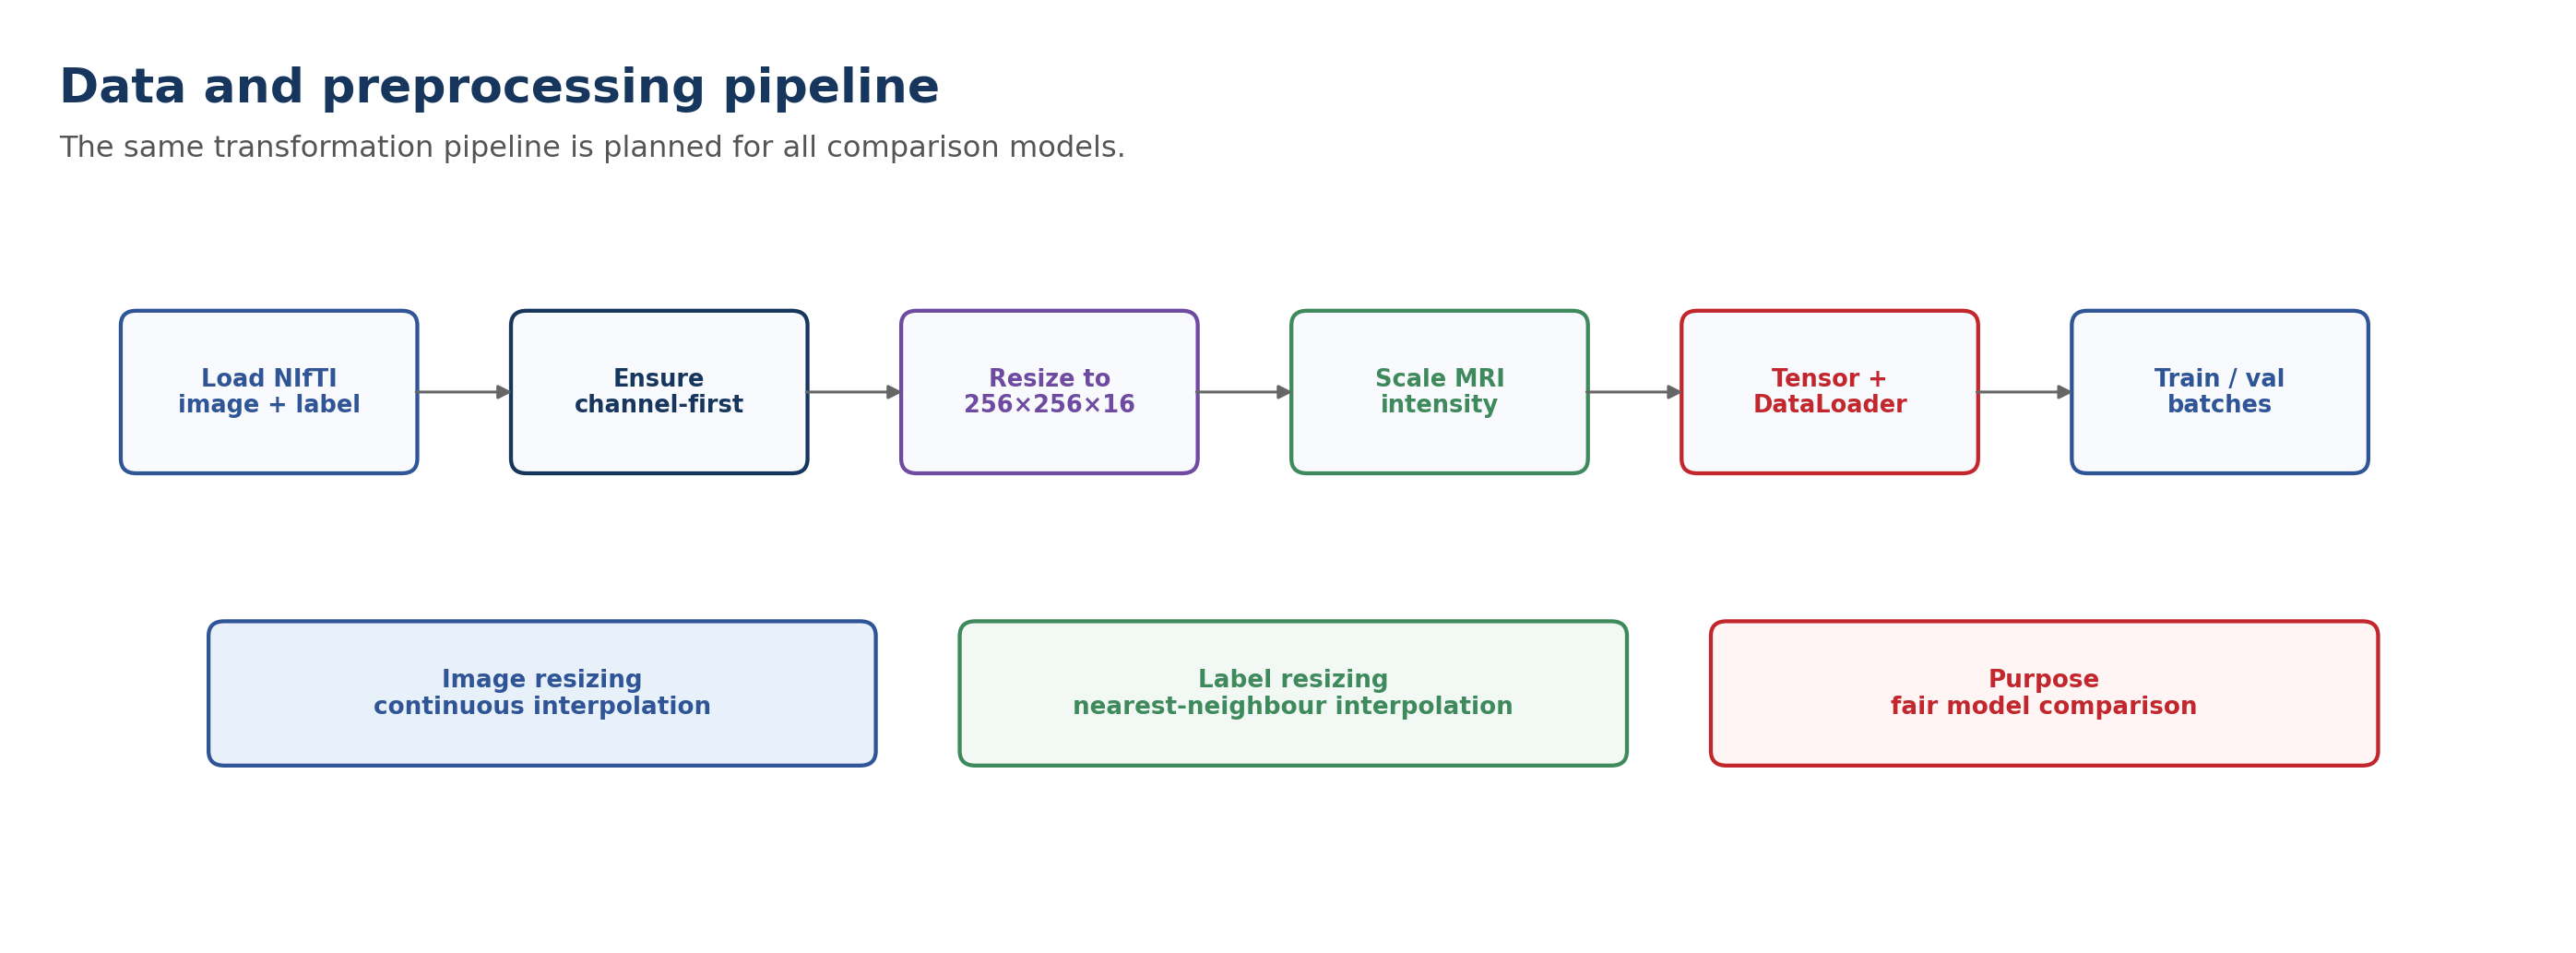 Data and preprocessing pipeline
The same transformation pipeline is planned for all comparison models.
Load NIfTI
image + label
Ensure
channel-first
Resize to
256×256×16
Scale MRI
intensity
Tensor +
DataLoader
Train / val
batches
Image resizing
continuous interpolation
Label resizing
nearest-neighbour interpolation
Purpose
fair model comparison